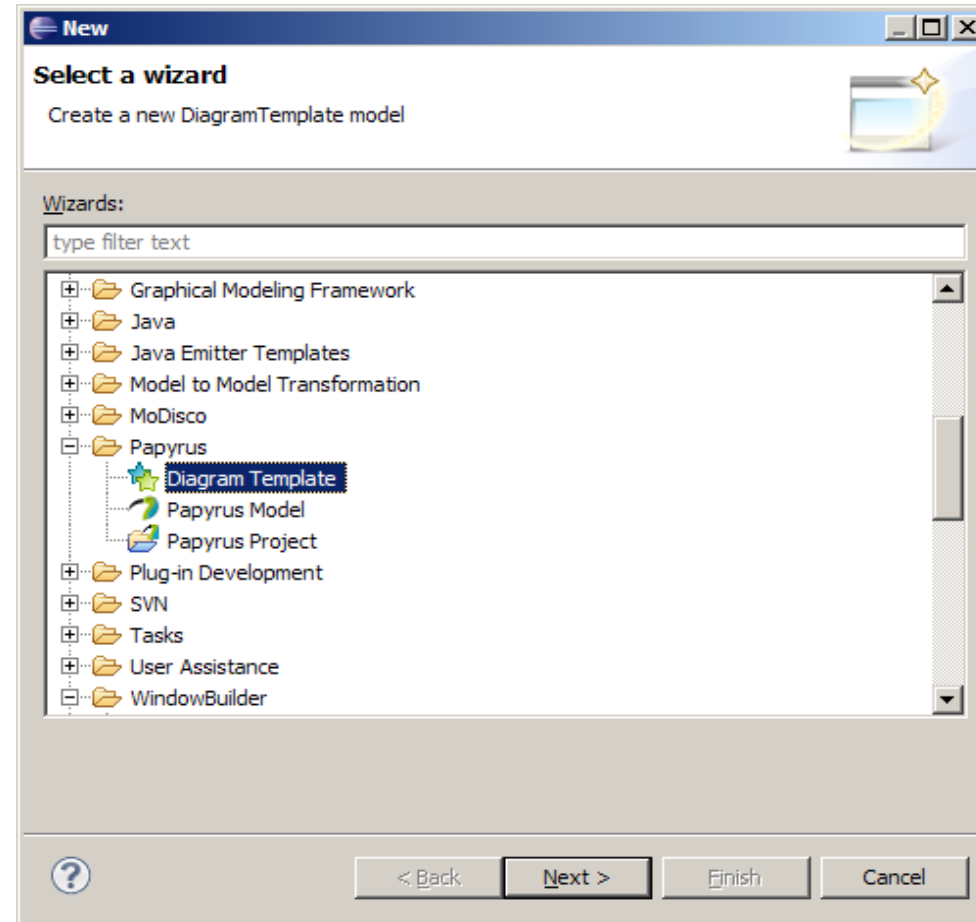 New
Select a wizard
Create a new DiagramTemplate model
Wizards:
type filter text
Graphical Modeling Framework
Java
Java Emitter Templates
Model to Model Transformation
MoDisco
Papyrus
Diagram Template
Papyrus Model
Papyrus Project
Plug-in Development
SVN
Tasks
User Assistance
WindowBuilder
? < Back Next > Finish Cancel